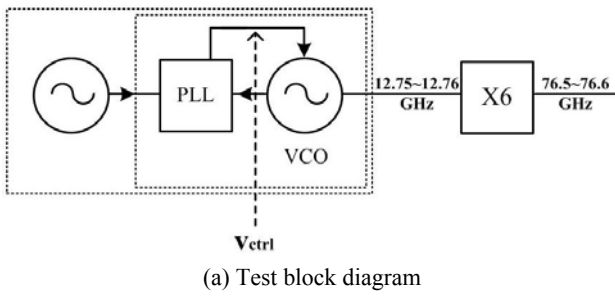 PLL
VCO
12.75~12.76
GHz
X6
76.5~76.6
GHz
Vctrl
(a) Test block diagram